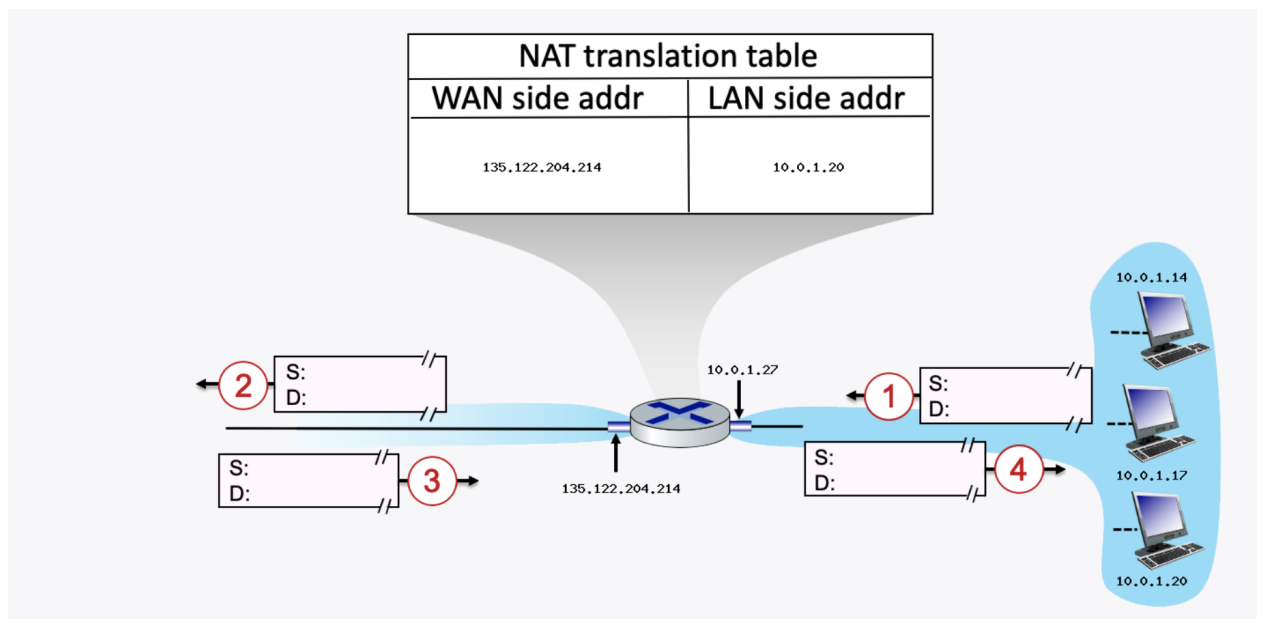 NAT translation table
WAN side addr
LAN side addr
135.122.204.214
10.0.1.20
10.0.1.14
2
S:
D:
10.0.1.27
1
S:
D:
3
S:
D:
135.122.204.214
4
S:
D:
10.0.1.17
10.0.1.20